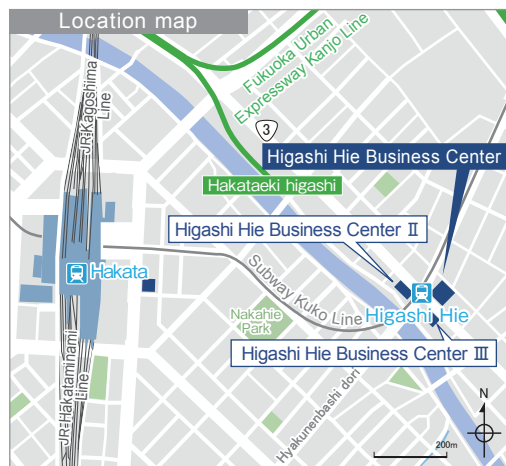 Location map
JR Kagoshima
Line
Fukuoka Urban
Expressway Kanjo Line
3
Higashi Hie Business Center
Hakataeki higashi
Higashi Hie Business Center Ⅱ
Hakata
Subway Kuko Line
Higashi Hie
Nakahie
Park
Higashi Hie Business Center Ⅲ
JR Hakataminami
Line
Hyakunenbashi dori
N
200m